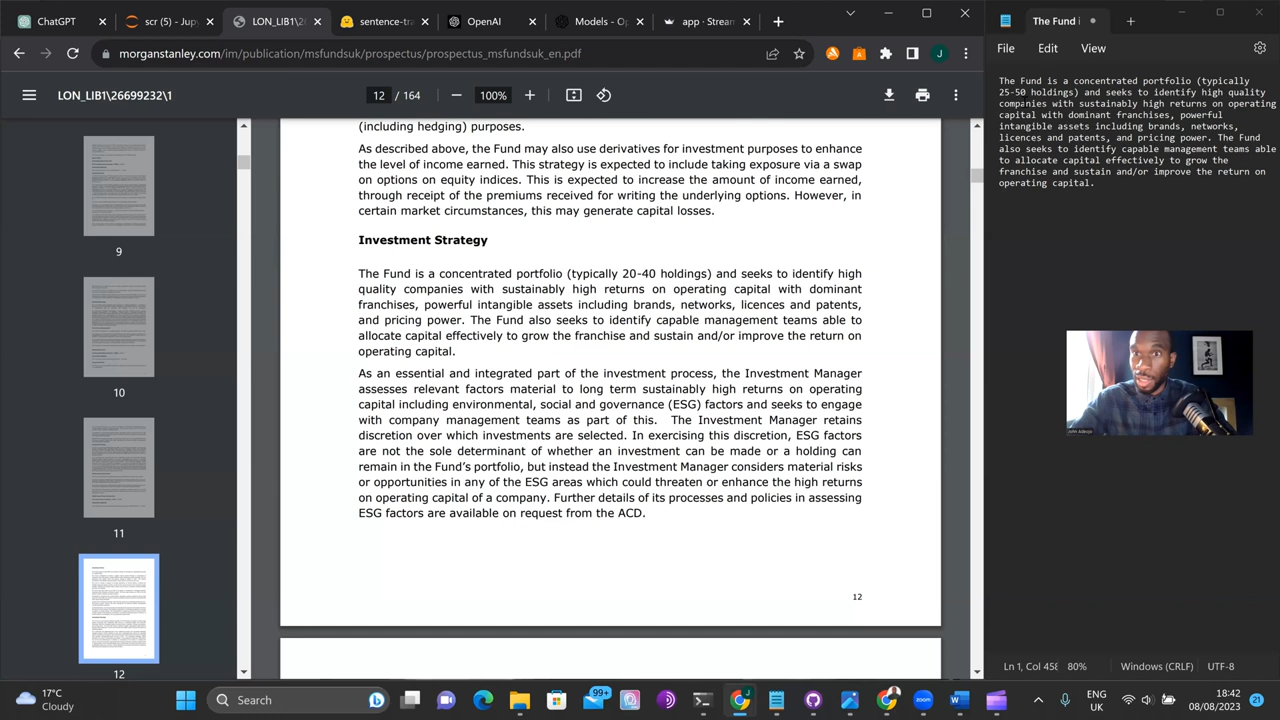 ChatGPT
scr (5) - Jup
LON_LIB1\26
sentence-tra
OpenAI
Models - Op
app · Stream
morganstanley.com/im/publication/msfundsuk/prospectus/prospectus_msfundsuk_en.pdf
J
LON_LIB1\26699232\1
12 / 164
100%
9
10
11
12
(including hedging) purposes.
As described above, the Fund may also use derivatives for investment purposes to enhance
the level of income earned. This strategy is expected to include taking exposure via a swap
on options on equity indices. This is expected to increase the amount of income earned,
through receipt of the premiums received for writing the underlying options. However, in
certain market circumstances, this may generate capital losses.
Investment Strategy
The Fund is a concentrated portfolio (typically 20-40 holdings) and seeks to identify high
quality companies with sustainably high returns on operating capital with dominant
franchises, powerful intangible assets including brands, networks, licences and patents,
and pricing power. The Fund also seeks to identify capable management teams able to
allocate capital effectively to grow the franchise and sustain and/or improve the return on
operating capital.
As an essential and integrated part of the investment process, the Investment Manager
assesses relevant factors material to long term sustainably high returns on operating
capital including environmental, social and governance (ESG) factors and seeks to engage
with company management teams as part of this. The Investment Manager retains
discretion over which investments are selected. In exercising this discretion, ESG factors
are not the sole determinant of whether an investment can be made or a holding can
remain in the Fund's portfolio, but instead the Investment Manager considers material risks
or opportunities in any of the ESG areas which could threaten or enhance the high returns
on operating capital of a company. Further details of its processes and policies in assessing
ESG factors are available on request from the ACD.
12
The Fund i
File Edit View
The Fund is a concentrated portfolio (typically
25-50 holdings) and seeks to identify high quality
companies with sustainably high returns on operating
capital with dominant franchises, powerful
intangible assets including brands, networks,
licences and patents, and pricing power. The Fund
also seeks to identify capable management teams able
to allocate capital effectively to grow the
franchise and sustain and/or improve the return on
operating capital.
John Adeojo
Ln 1, Col 458
80%
Windows (CRLF)
UTF-8
17°C
Cloudy
Search
99+
zoom
ENG
UK
18:42
08/08/2023
21